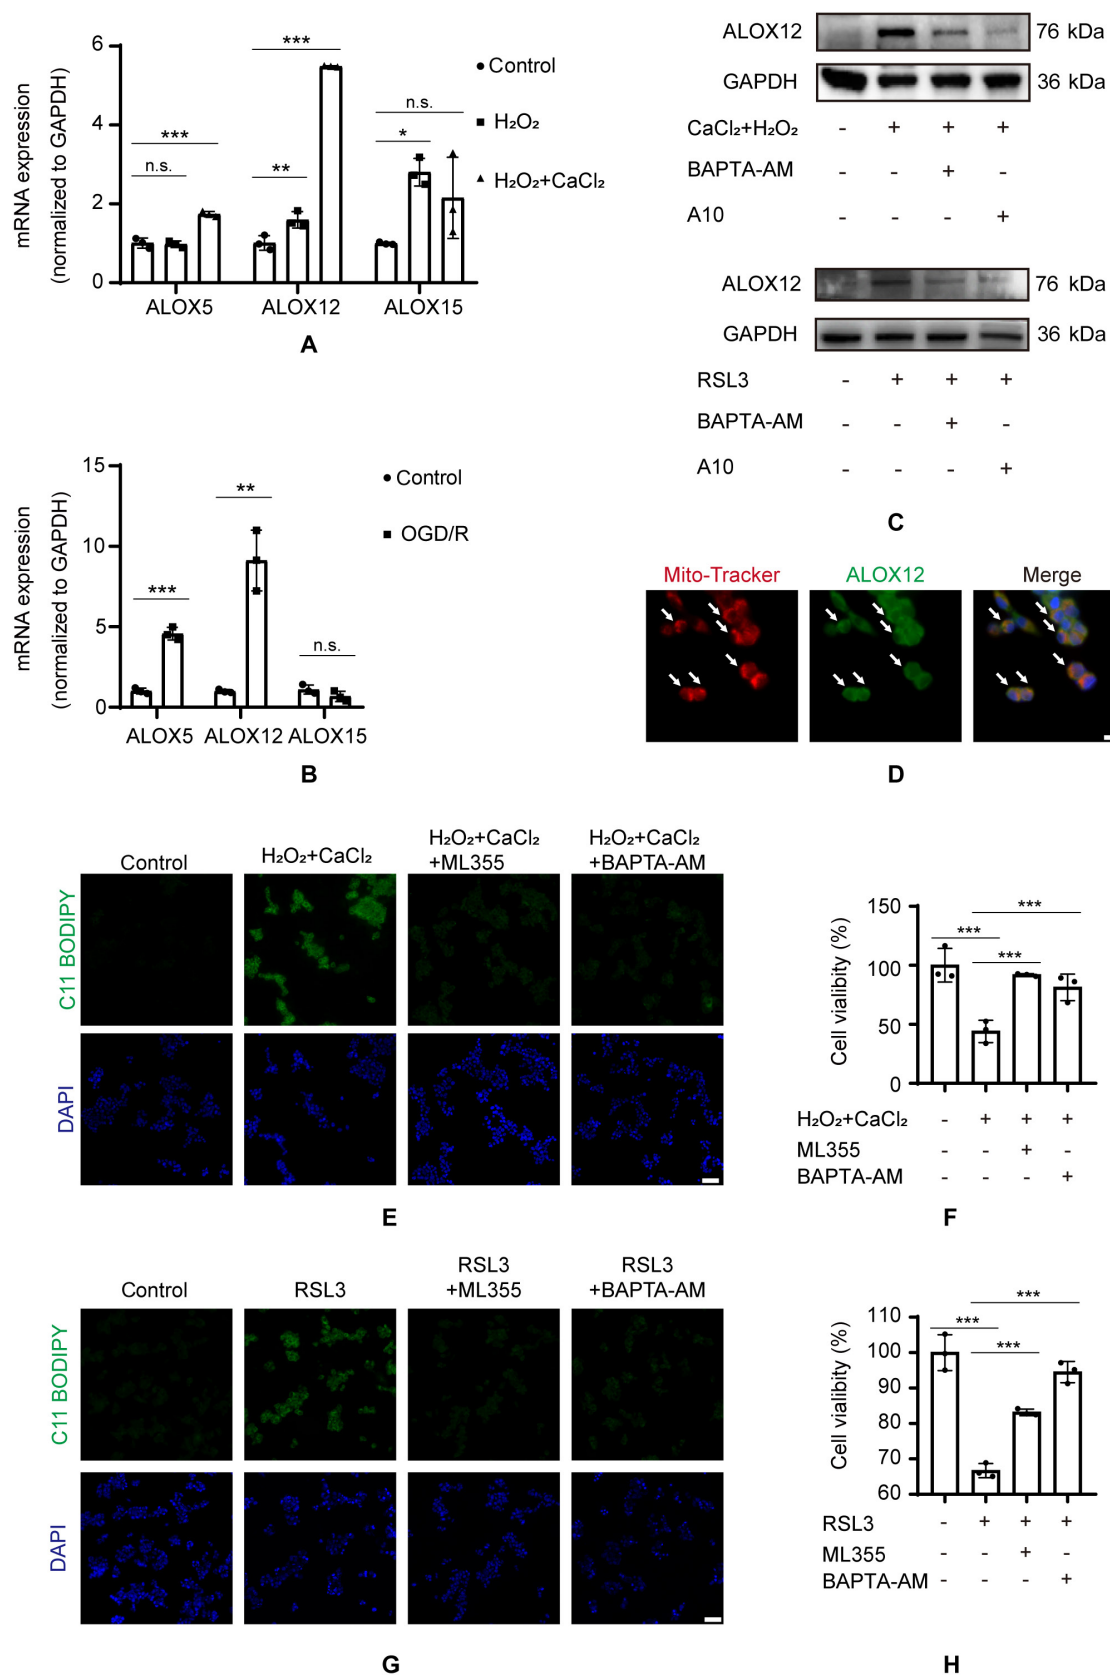 mRNA expression
(normalized to GAPDH)
6
4
2
0
***
n.s.
***
**
n.s.
*
Control
H₂O₂
H₂O₂+CaCl₂
ALOX5 ALOX12 ALOX15
A
ALOX12 76 kDa
GAPDH 36 kDa
CaCl₂+H₂O₂ - + + +
BAPTA-AM - - + -
A10 - - - +
ALOX12 76 kDa
GAPDH 36 kDa
RSL3 - + + +
BAPTA-AM - - + -
A10 - - - +
C
mRNA expression
(normalized to GAPDH)
15
10
5
0
***
**
n.s.
Control
OGD/R
ALOX5 ALOX12 ALOX15
B
Mito-Tracker ALOX12 Merge
D
Control
H₂O₂+CaCl₂
H₂O₂+CaCl₂
+ML355
H₂O₂+CaCl₂
+BAPTA-AM
C11 BODIPY
DAPI
E
Cell vialibity (%)
150
100
50
0
***
***
***
H₂O₂+CaCl₂ - + + +
ML355 - - + -
BAPTA-AM - - - +
F
Control
RSL3
RSL3
+ML355
RSL3
+BAPTA-AM
C11 BODIPY
DAPI
G
Cell vialibity (%)
110
100
90
80
70
60
***
***
***
RSL3 - + + +
ML355 - - + -
BAPTA-AM - - - +
H